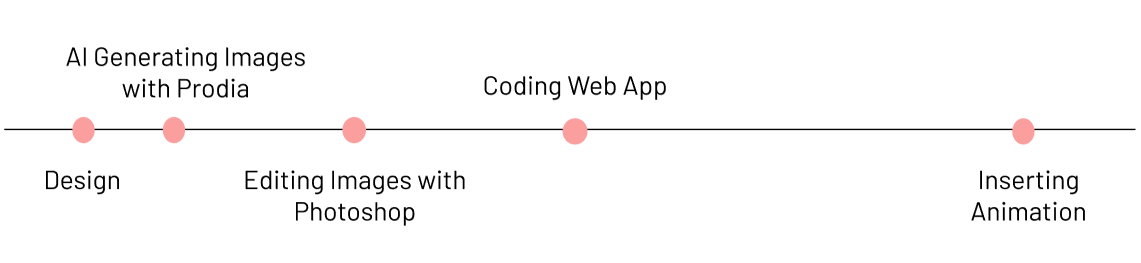 AI Generating Images
with Prodia
Coding Web App
Design
Editing Images with
Photoshop
Inserting
Animation